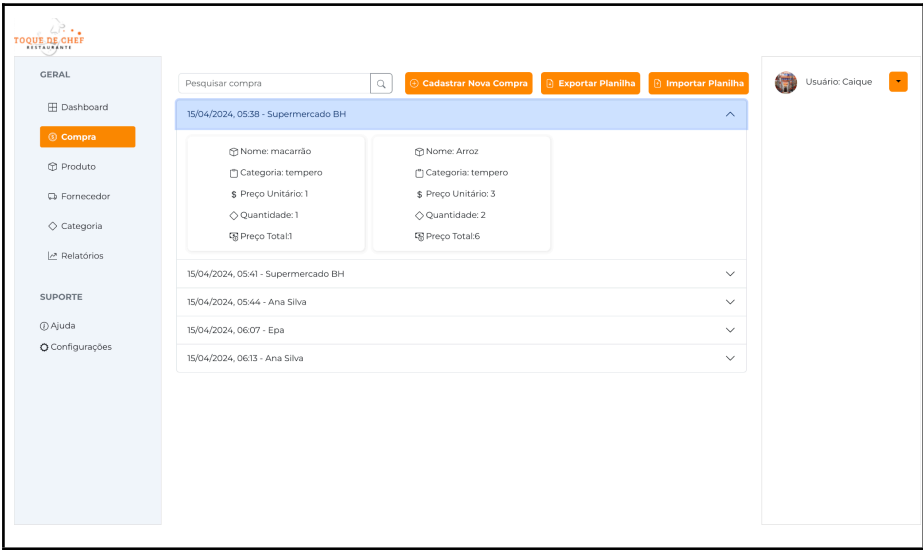 TOQUE DE CHEF
RESTAURANTE
GERAL
Dashboard
Compra
Produto
Fornecedor
Categoria
Relatórios
SUPORTE
Ajuda
Configurações
Pesquisar compra
Cadastrar Nova Compra
Exportar Planilha
Importar Planilha
15/04/2024, 05:38 - Supermercado BH
Nome: macarrão
Categoria: tempero
Preço Unitário: 1
Quantidade: 1
Preço Total:1
Nome: Arroz
Categoria: tempero
Preço Unitário: 3
Quantidade: 2
Preço Total:6
15/04/2024, 05:41 - Supermercado BH
15/04/2024, 05:44 - Ana Silva
15/04/2024, 06:07 - Epa
15/04/2024, 06:13 - Ana Silva
Usuário: Caique